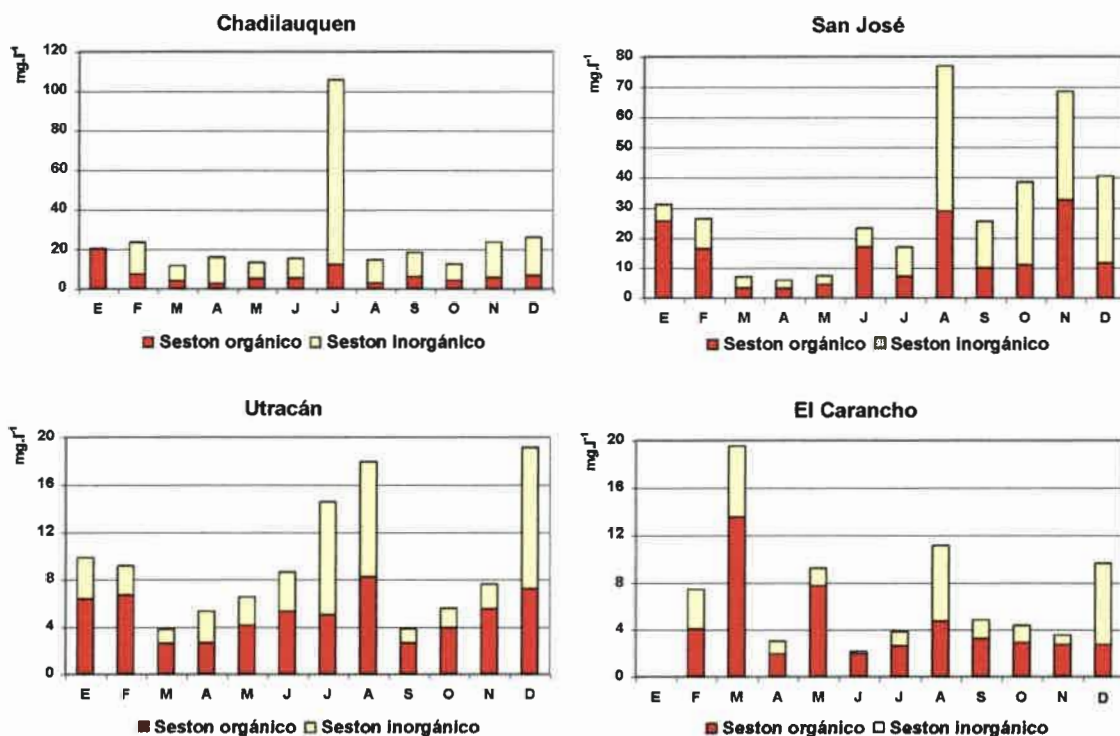 Chadilauquen
mg.l-1
120
100
80
60
40
20
0
E F M A M J J A S O N D
Seston orgánico Seston inorgánico
San José
mg.l-1
80
70
60
50
40
30
20
10
0
E F M A M J J A S O N D
Seston orgánico Seston inorgánico
Utracán
mg.l-1
20
16
12
8
4
0
E F M A M J J A S O N D
Seston orgánico Seston inorgánico
El Carancho
mg.l-1
20
16
12
8
4
0
E F M A M J J A S O N D
Seston orgánico Seston inorgánico